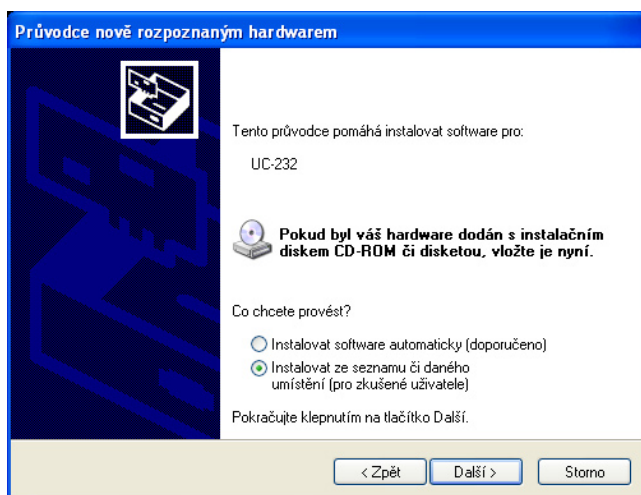 Průvodce nově rozpoznaným hardwarem
Tento průvodce pomáhá instalovat software pro:
UC-232
Pokud byl váš hardware dodán s instalačním
diskem CD-ROM či disketou, vložte je nyní.
Co chcete provést?
Instalovat software automaticky (doporučeno)
Instalovat ze seznamu či daného
umístění (pro zkušené uživatele)
Pokračujte klepnutím na tlačítko Další.
< Zpět
Další >
Storno